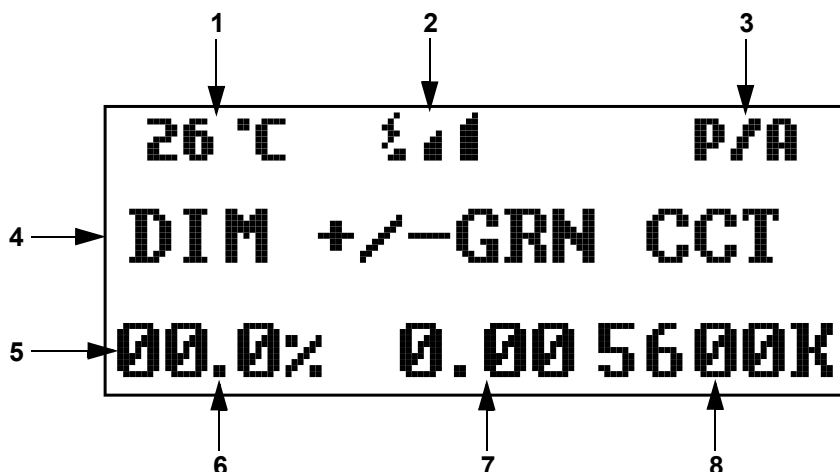 1 2 3
26 °C P/A
4 DIM +/-GRN CCT
5 00.0% 0.00 5600K
6 7 8